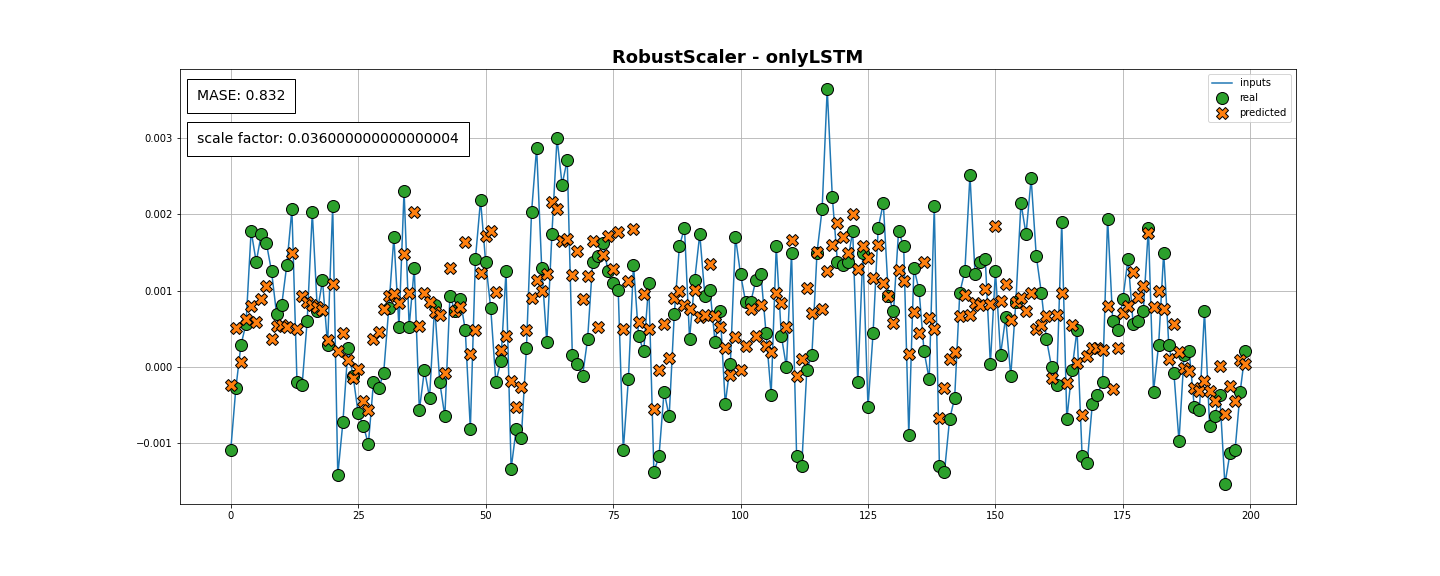 RobustScaler - onlyLSTM
MASE: 0.832
scale factor: 0.036000000000000004
inputs
real
predicted
0.003
0.002
0.001
0.000
−0.001
0 25 50 75 100 125 150 175 200